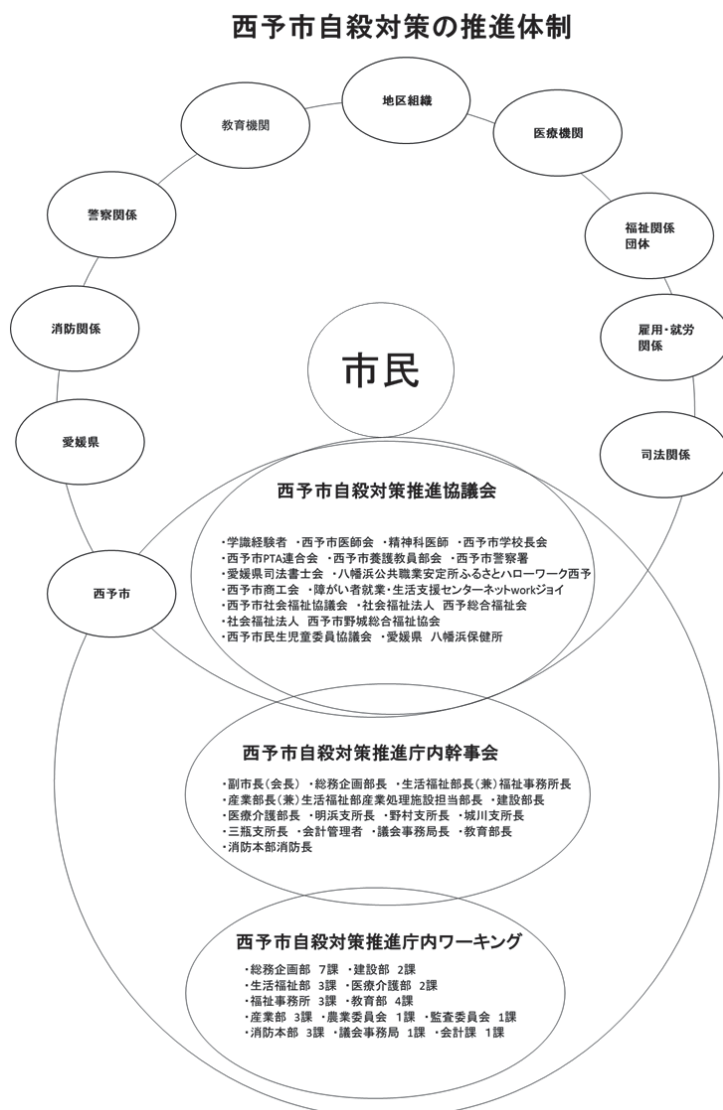 西予市自殺対策の推進体制
地区組織
教育機関
医療機関
警察関係
福祉関係
団体
消防関係
雇用・就労
関係
市民
愛媛県
司法関係
西予市自殺対策推進協議会
・学識経験者 ・西予市医師会 ・精神科医師 ・西予市学校長会
・西予市PTA連合会 ・西予市養護教員部会 ・西予市警察署
・愛媛県司法書士会 ・八幡浜公共職業安定所ふるさとハローワーク西予
・西予市商工会 ・障がい者就業・生活支援センターネットworkジョイ
・西予市社会福祉協議会 ・社会福祉法人 西予総合福祉会
・社会福祉法人 西予市野城総合福祉協会
・西予市民生児童委員協議会 ・愛媛県 八幡浜保健所
西予市
西予市自殺対策推進庁内幹事会
・副市長(会長) ・総務企画部長 ・生活福祉部長(兼)福祉事務所長
・産業部長(兼)生活福祉部産業処理施設担当部長 ・建設部長
・医療介護部長 ・明浜支所長 ・野村支所長 ・城川支所長
・三瓶支所長 ・会計管理者 ・議会事務局長 ・教育部長
・消防本部消防長
西予市自殺対策推進庁内ワーキング
・総務企画部 7課 ・建設部 2課
・生活福祉部 3課 ・医療介護部 2課
・福祉事務所 3課 ・教育部 4課
・産業部 3課 ・農業委員会 1課 ・監査委員会 1課
・消防本部 3課 ・議会事務局 1課 ・会計課 1課